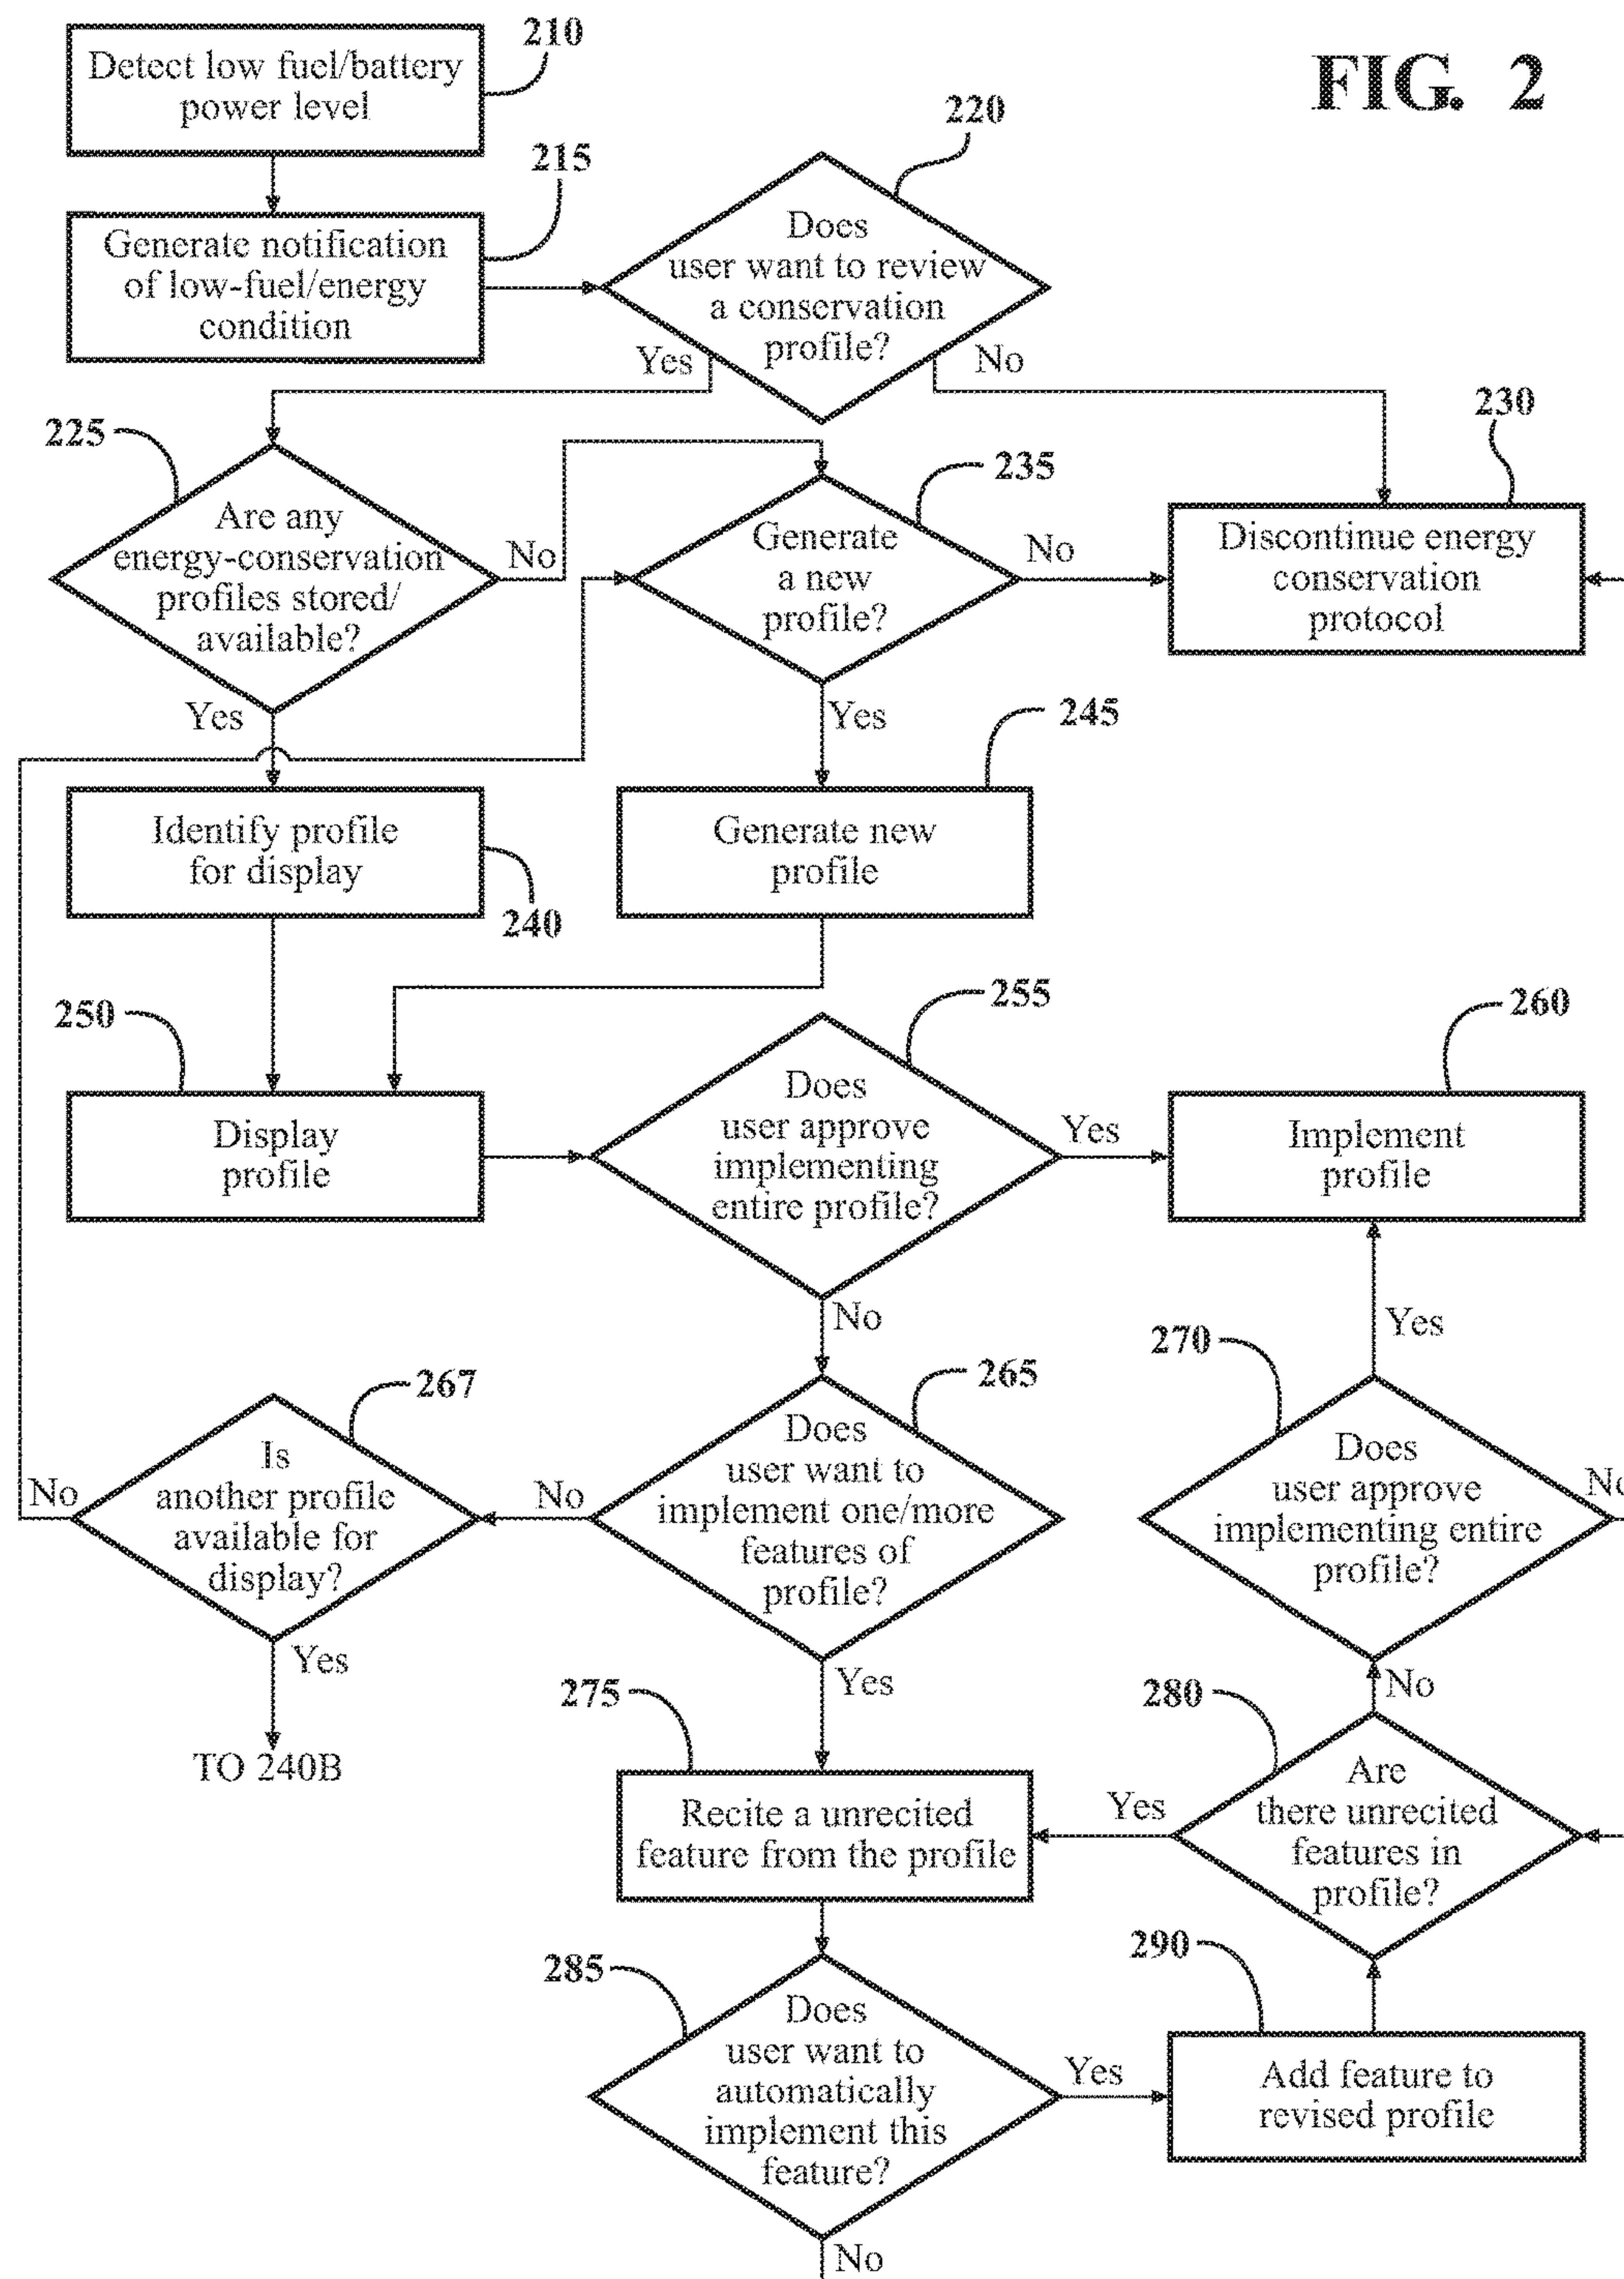 FIG. 2
210
Detect low fuel/battery
power level
215
Generate notification
of low-fuel/energy
condition
220
Does
user want to review
a conservation
profile?
Yes
No
225
Are any
energy-conservation
profiles stored/
available?
No
Yes
235
Generate
a new
profile?
No
Yes
230
Discontinue energy
conservation
protocol
Identify profile
for display
240
245
Generate new
profile
250
Display
profile
255
Does
user approve
implementing
entire profile?
Yes
No
260
Implement
profile
267
Is
another profile
available for
display?
No
Yes
TO 240B
265
Does
user want to
implement one/more
features of
profile?
No
Yes
270
Does
user approve
implementing entire
profile?
Yes
No
275
Recite a unrecited
feature from the profile
280
Are
there unrecited
features in
profile?
No
Yes
285
Does
user want to
automatically
implement this
feature?
Yes
No
290
Add feature to
revised profile